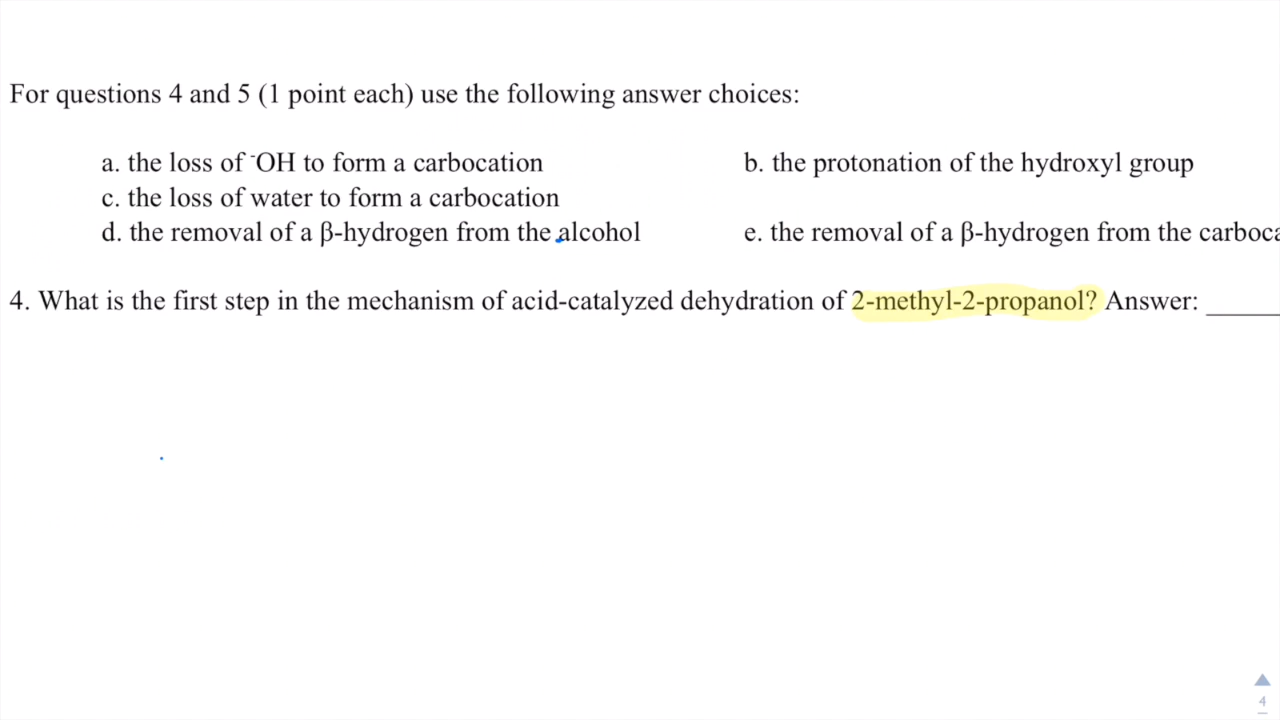 For questions 4 and 5 (1 point each) use the following answer choices:
a. the loss of ⁻OH to form a carbocation b. the protonation of the hydroxyl group
c. the loss of water to form a carbocation
d. the removal of a β-hydrogen from the alcohol e. the removal of a β-hydrogen from the carboca
4. What is the first step in the mechanism of acid-catalyzed dehydration of 2-methyl-2-propanol? Answer: ______
4